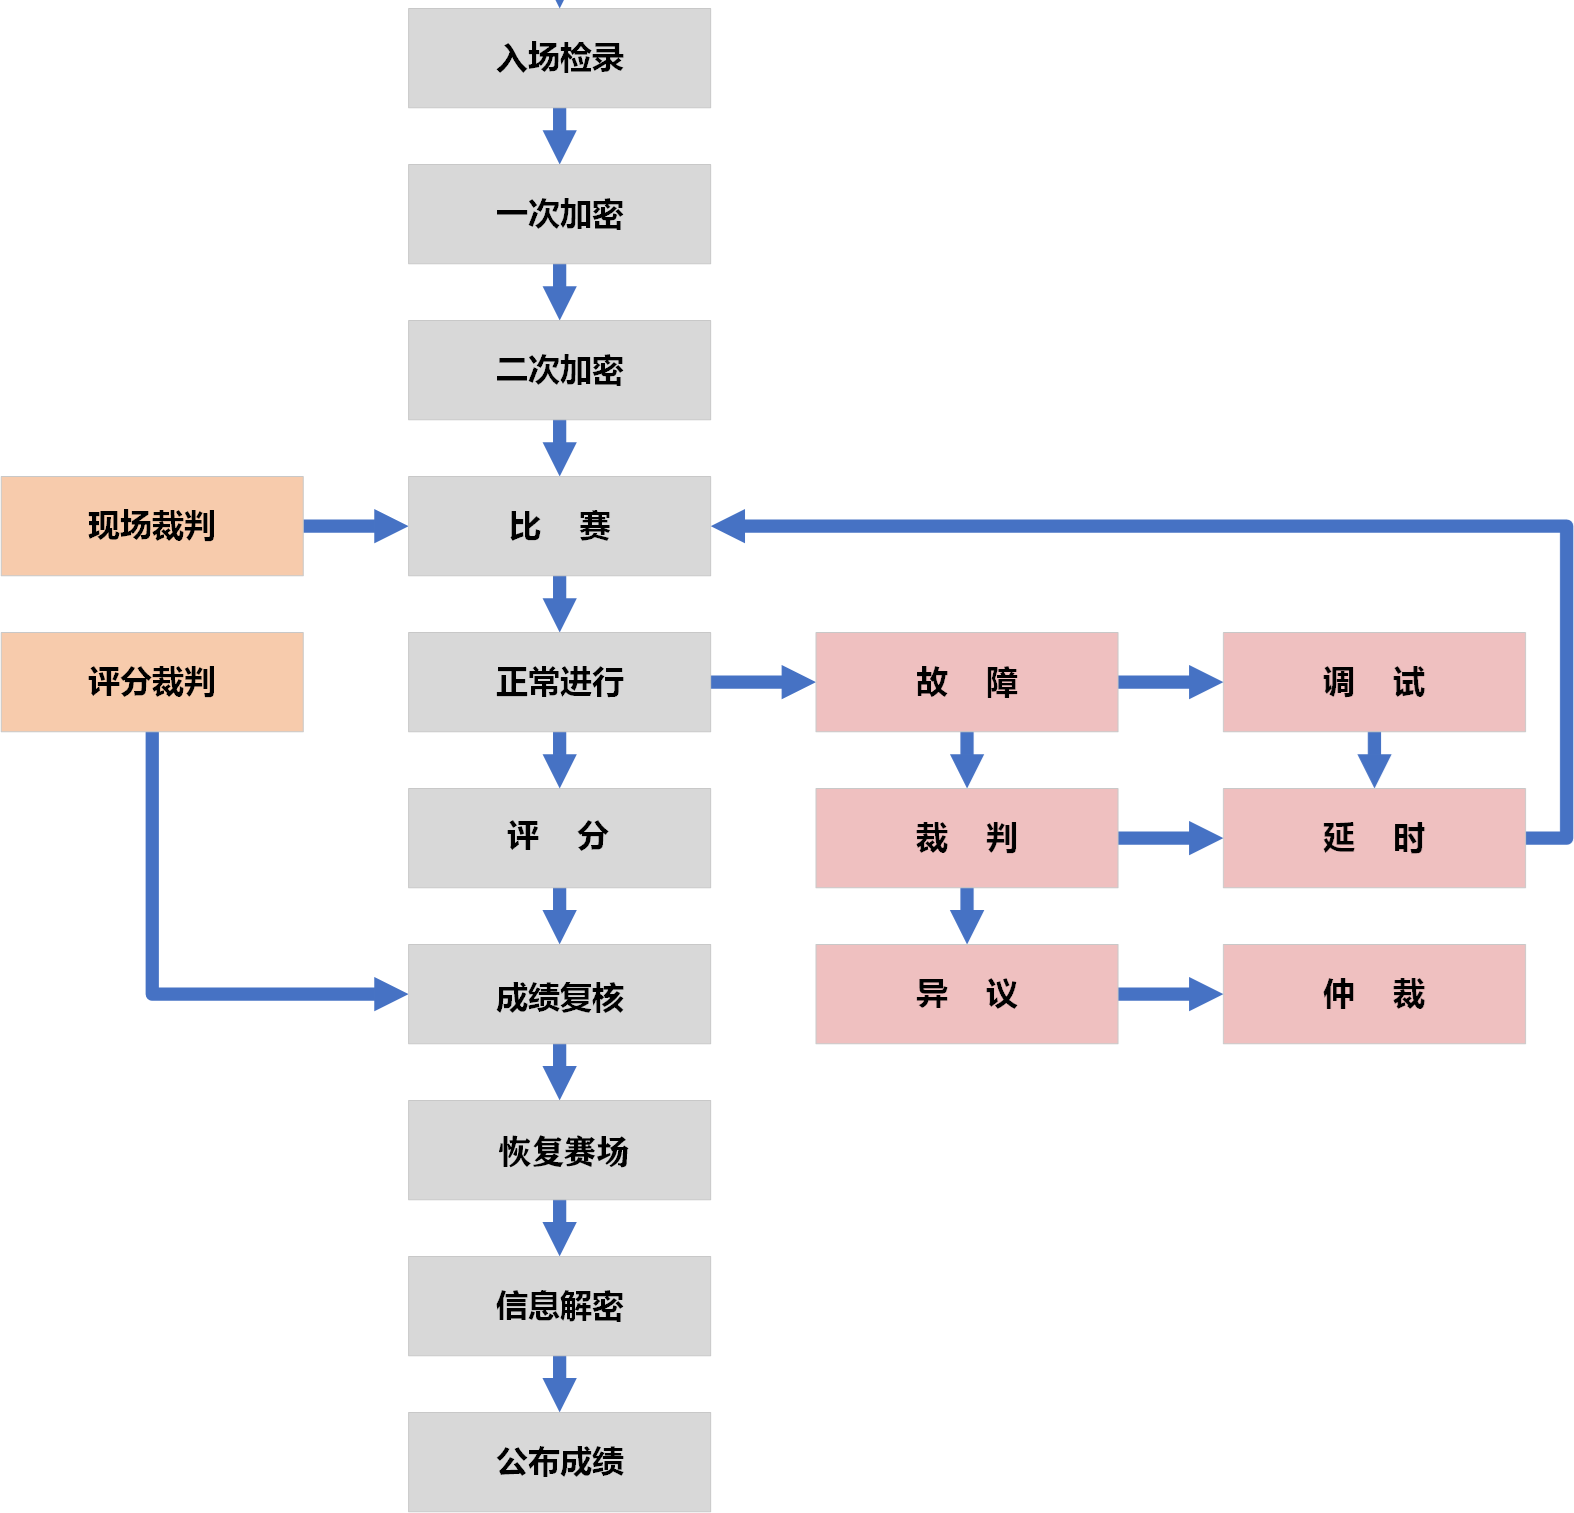 入场检录
一次加密
二次加密
现场裁判
比 赛
评分裁判
正常进行
故 障
调 试
评 分
裁 判
延 时
成绩复核
异 议
仲 裁
恢复赛场
信息解密
公布成绩